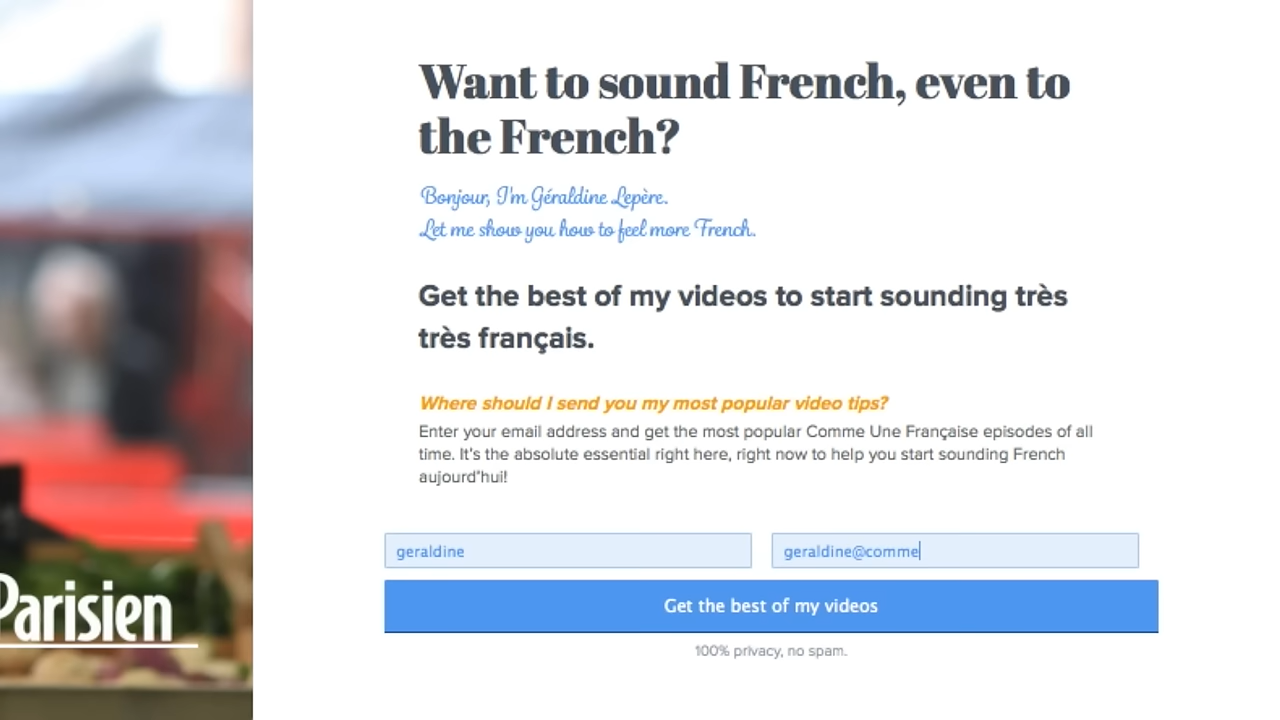 Want to sound French, even to
the French?
Bonjour, I'm Géraldine Lepère.
Let me show you how to feel more French.
Get the best of my videos to start sounding très
très français.
Where should I send you my most popular video tips?
Enter your email address and get the most popular Comme Une Française episodes of all
time. It's the absolute essential right here, right now to help you start sounding French
aujourd'hui!
geraldine
geraldine@comme
Get the best of my videos
100% privacy, no spam.
Parisien